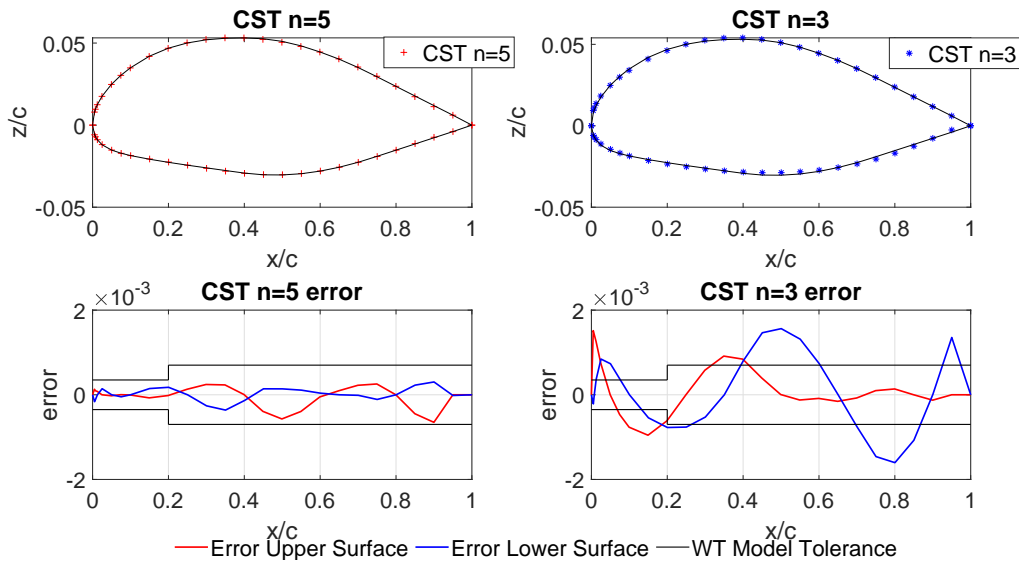 CST n=5
CST n=3
0.05
0
-0.05
z/c
CST n=5
0 0.2 0.4 0.6 0.8 1
x/c
0.05
0
-0.05
z/c
CST n=3
0 0.2 0.4 0.6 0.8 1
x/c
CST n=5 error
×10⁻³
2
0
-2
error
0 0.2 0.4 0.6 0.8 1
x/c
CST n=3 error
×10⁻³
2
0
-2
error
0 0.2 0.4 0.6 0.8 1
x/c
Error Upper Surface Error Lower Surface WT Model Tolerance